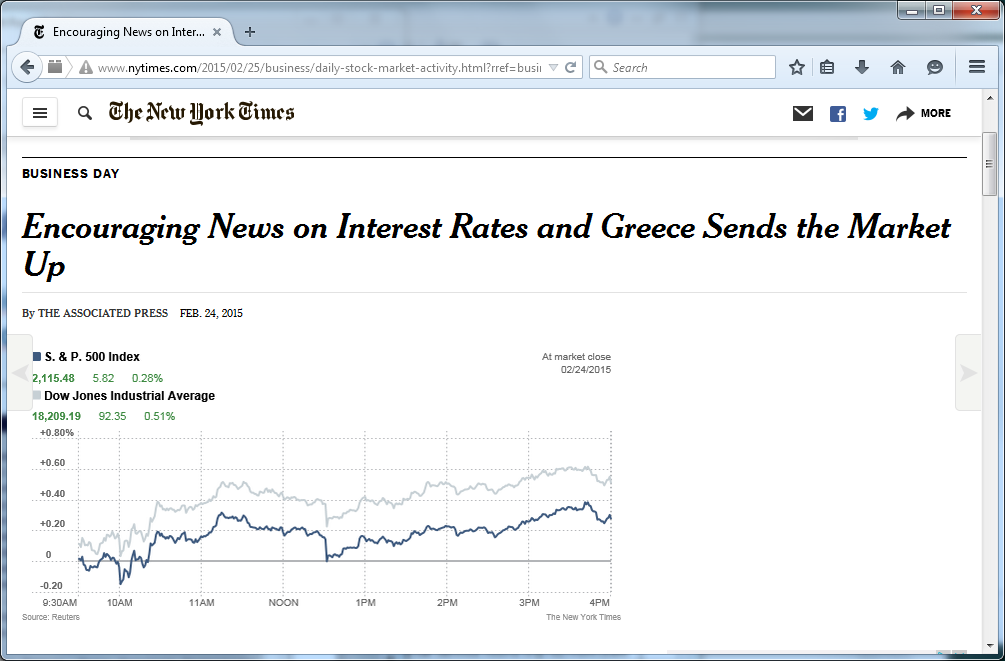 Encouraging News on Inter...
www.nytimes.com/2015/02/25/business/daily-stock-market-activity.html?rref=busi
Search
The New York Times
MORE
BUSINESS DAY
Encouraging News on Interest Rates and Greece Sends the Market
Up
By THE ASSOCIATED PRESS FEB. 24, 2015
S. & P. 500 Index
At market close
2,115.48 5.82 0.28%
02/24/2015
Dow Jones Industrial Average
18,209.19 92.35 0.51%
+0.80%
+0.60
+0.40
+0.20
0
-0.20
9:30AM 10AM 11AM NOON 1PM 2PM 3PM 4PM
Source: Reuters
The New York Times